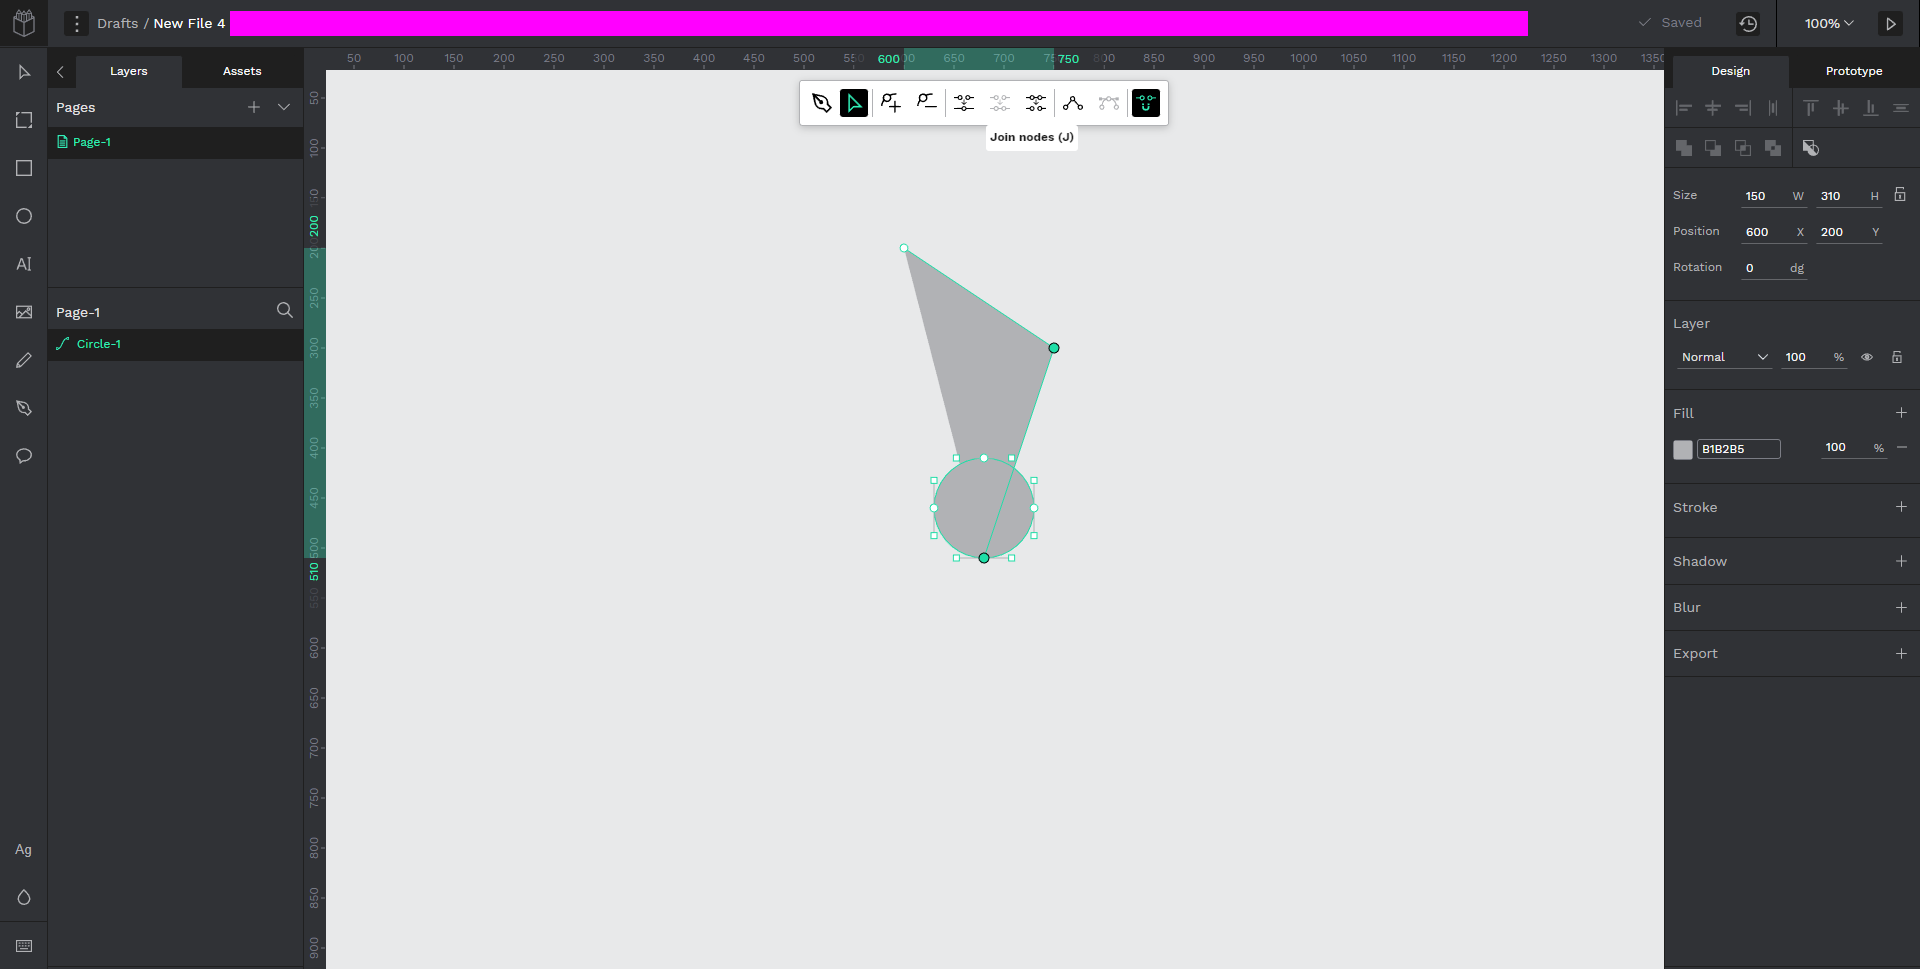 Drafts / New File 4
Saved
100%
Layers
Assets
Pages
Page-1
Page-1
Circle-1
Ag
50 100 150 200 250 300 350 400 450 500 600 650 700 750 800 850 900 950 1000 1050 1100 1150 1200 1250 1300 1350
50 100 150 200 250 300 350 400 450 500 510 550 600 650 700 750 800 850 900
Join nodes (J)
Design
Prototype
Size 150 W 310 H
Position 600 X 200 Y
Rotation 0 dg
Layer
Normal 100 %
Fill
B1B2B5 100 %
Stroke
Shadow
Blur
Export